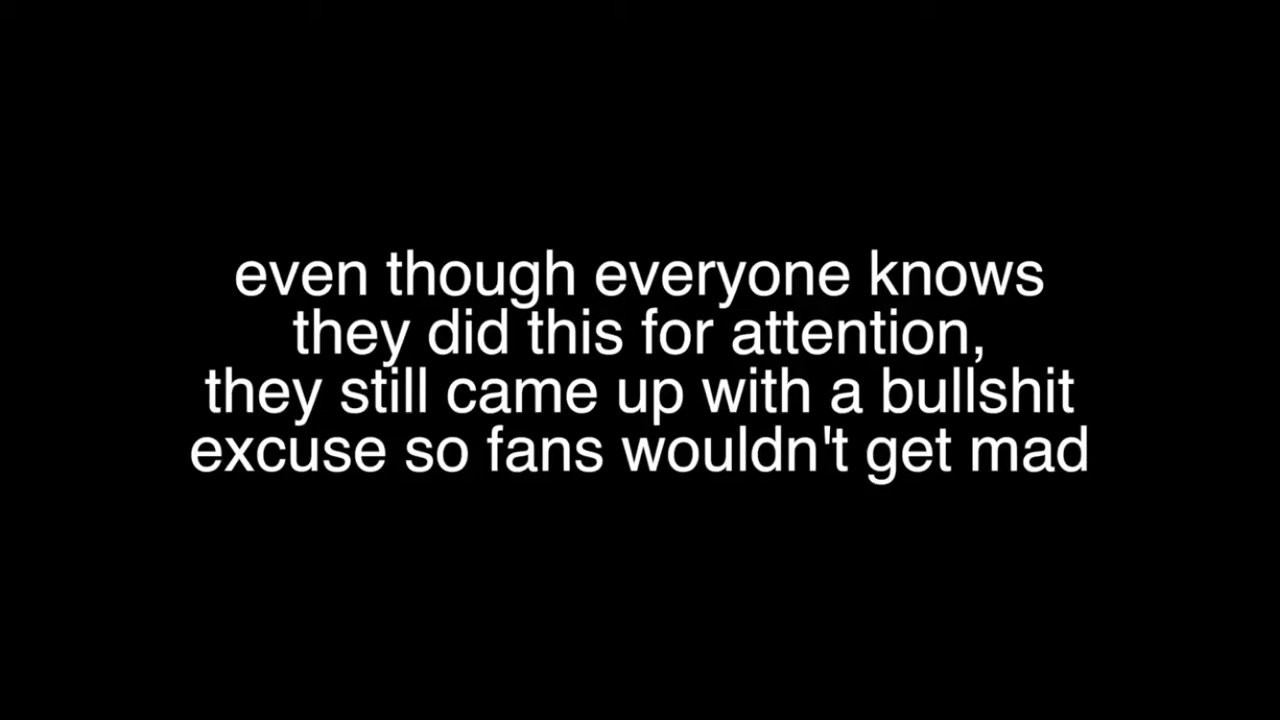 even though everyone knows
they did this for attention,
they still came up with a bullshit
excuse so fans wouldn't get mad